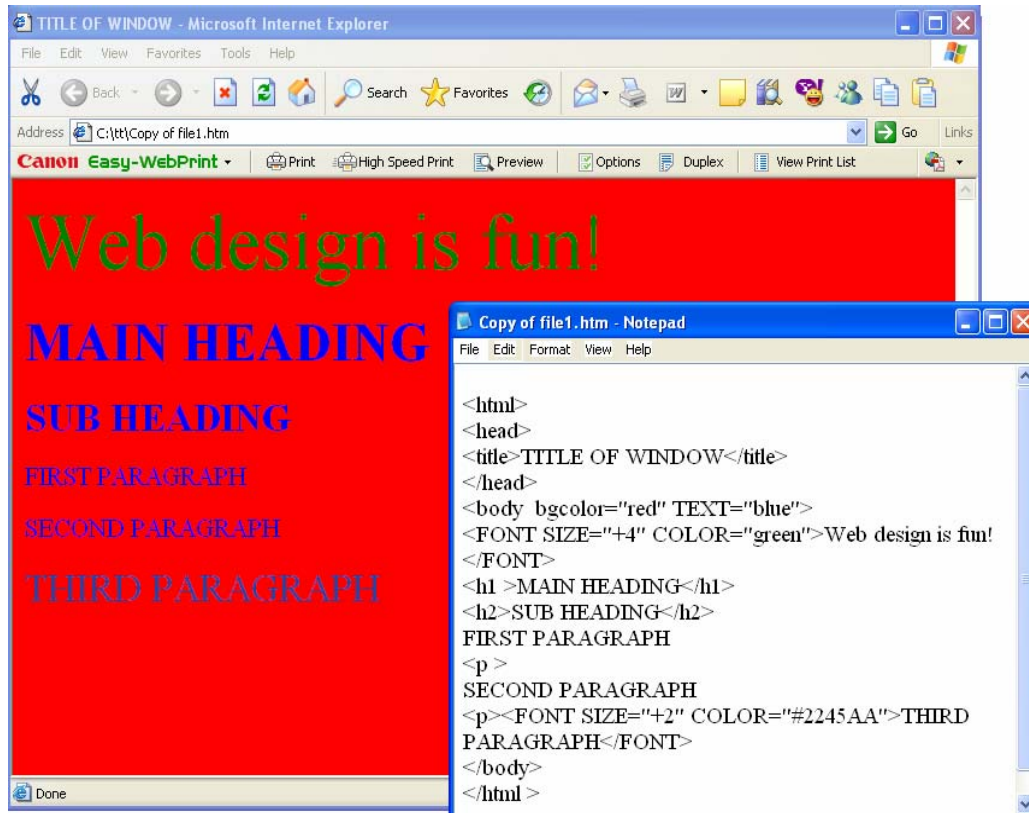 TITLE OF WINDOW - Microsoft Internet Explorer
File Edit View Favorites Tools Help
Back Search Favorites
Address C:\tt\Copy of file1.htm Go Links
Canon Easy-WebPrint Print High Speed Print Preview Options Duplex View Print List
Web design is fun!
MAIN HEADING
SUB HEADING
FIRST PARAGRAPH
SECOND PARAGRAPH
THIRD PARAGRAPH
Done
Copy of file1.htm - Notepad
File Edit Format View Help
<html>
<head>
<title>TITLE OF WINDOW</title>
</head>
<body bgcolor="red" TEXT="blue">
<FONT SIZE="+4" COLOR="green">Web design is fun!
</FONT>
<h1 >MAIN HEADING</h1>
<h2>SUB HEADING</h2>
FIRST PARAGRAPH
<p >
SECOND PARAGRAPH
<p><FONT SIZE="+2" COLOR="#2245AA">THIRD
PARAGRAPH</FONT>
</body>
</html >